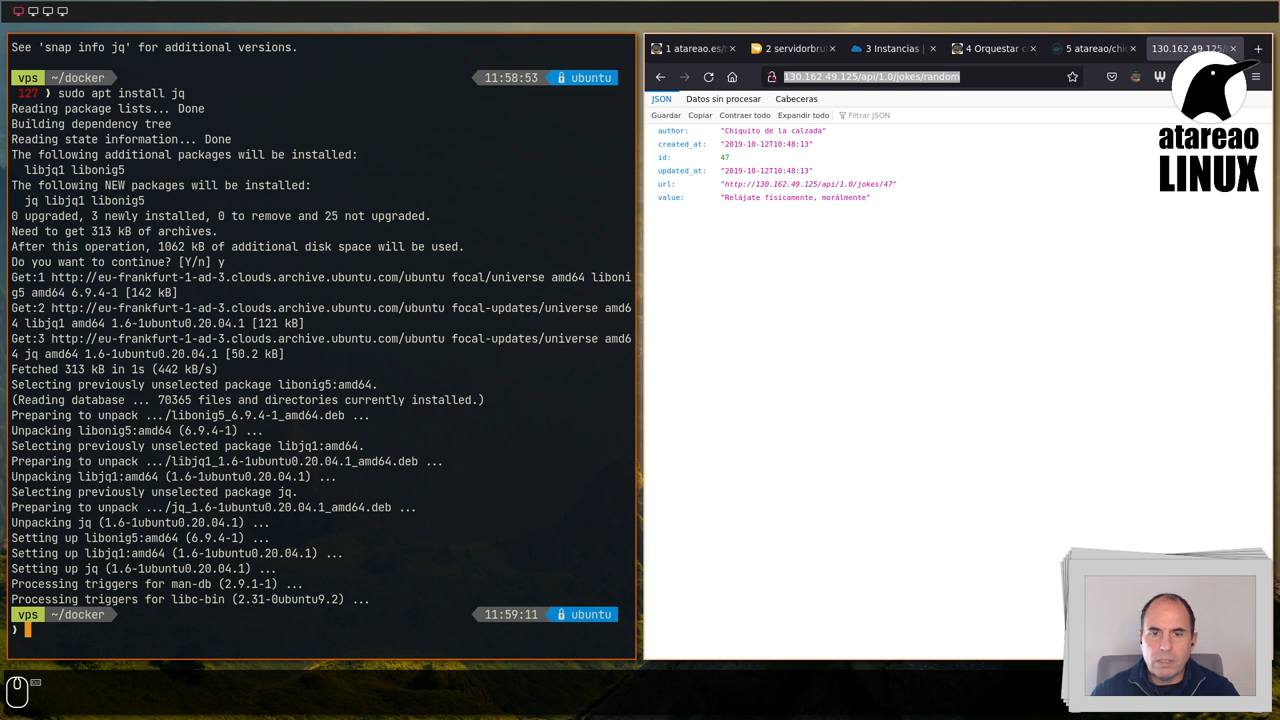 See 'snap info jq' for additional versions.
vps ~/docker 11:58:53 ubuntu
127 ❯ sudo apt install jq
Reading package lists... Done
Building dependency tree
Reading state information... Done
The following additional packages will be installed:
libjq1 libonig5
The following NEW packages will be installed:
jq libjq1 libonig5
0 upgraded, 3 newly installed, 0 to remove and 25 not upgraded.
Need to get 313 kB of archives.
After this operation, 1062 kB of additional disk space will be used.
Do you want to continue? [Y/n] y
Get:1 http://eu-frankfurt-1-ad-3.clouds.archive.ubuntu.com/ubuntu focal/universe amd64 liboni
g5 amd64 6.9.4-1 [142 kB]
Get:2 http://eu-frankfurt-1-ad-3.clouds.archive.ubuntu.com/ubuntu focal-updates/universe amd6
4 libjq1 amd64 1.6-1ubuntu0.20.04.1 [121 kB]
Get:3 http://eu-frankfurt-1-ad-3.clouds.archive.ubuntu.com/ubuntu focal-updates/universe amd6
4 jq amd64 1.6-1ubuntu0.20.04.1 [50.2 kB]
Fetched 313 kB in 1s (442 kB/s)
Selecting previously unselected package libonig5:amd64.
(Reading database ... 70365 files and directories currently installed.)
Preparing to unpack .../libonig5_6.9.4-1_amd64.deb ...
Unpacking libonig5:amd64 (6.9.4-1) ...
Selecting previously unselected package libjq1:amd64.
Preparing to unpack .../libjq1_1.6-1ubuntu0.20.04.1_amd64.deb ...
Unpacking libjq1:amd64 (1.6-1ubuntu0.20.04.1) ...
Selecting previously unselected package jq.
Preparing to unpack .../jq_1.6-1ubuntu0.20.04.1_amd64.deb ...
Unpacking jq (1.6-1ubuntu0.20.04.1) ...
Setting up libonig5:amd64 (6.9.4-1) ...
Setting up libjq1:amd64 (1.6-1ubuntu0.20.04.1) ...
Setting up jq (1.6-1ubuntu0.20.04.1) ...
Processing triggers for man-db (2.9.1-1) ...
Processing triggers for libc-bin (2.31-0ubuntu9.2) ...
vps ~/docker 11:59:11 ubuntu
❯
1 atareao.es/t 2 servidorbru 3 Instancias | 4 Orquestar c 5 atareao/chi 130.162.49.125/
130.162.49.125/api/1.0/jokes/random
JSON Datos sin procesar Cabeceras
Guardar Copiar Contraer todo Expandir todo Filtrar JSON
author: "Chiquito de la calzada"
created_at: "2019-10-12T10:48:13"
id: 47
updated_at: "2019-10-12T10:48:13"
url: "http://130.162.49.125/api/1.0/jokes/47"
value: "Relájate físicamente, morálmente"
atareao
LINUX